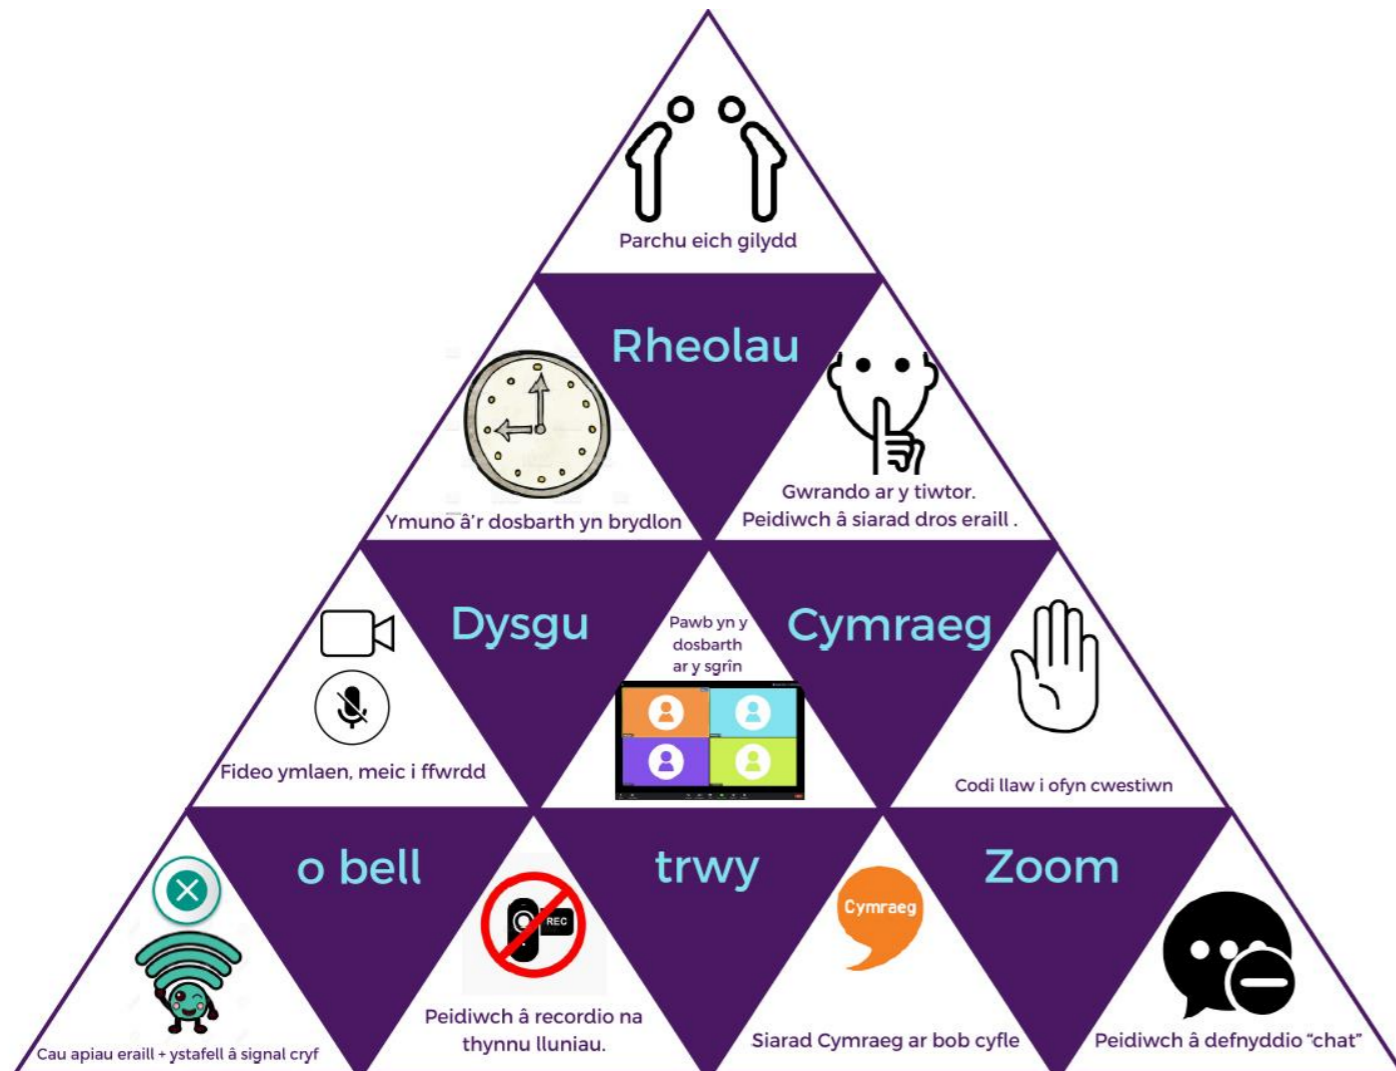 Parchu eich gilydd
Rheolau
Ymuno â'r dosbarth yn brydlon
Gwrando ar y tiwtor.
Peidiwch â siarad dros eraill .
Dysgu
Pawb yn y
dosbarth
ar y sgrîn
Cymraeg
Fideo ymlaen, meic i ffwrdd
Codi llaw i ofyn cwestiwn
o bell
trwy
Zoom
REC
Cymraeg
Cau apiau eraill + ystafell â signal cryf
Peidiwch â recordio na
thynnu lluniau.
Siarad Cymraeg ar bob cyfle
Peidiwch â defnyddio "chat"